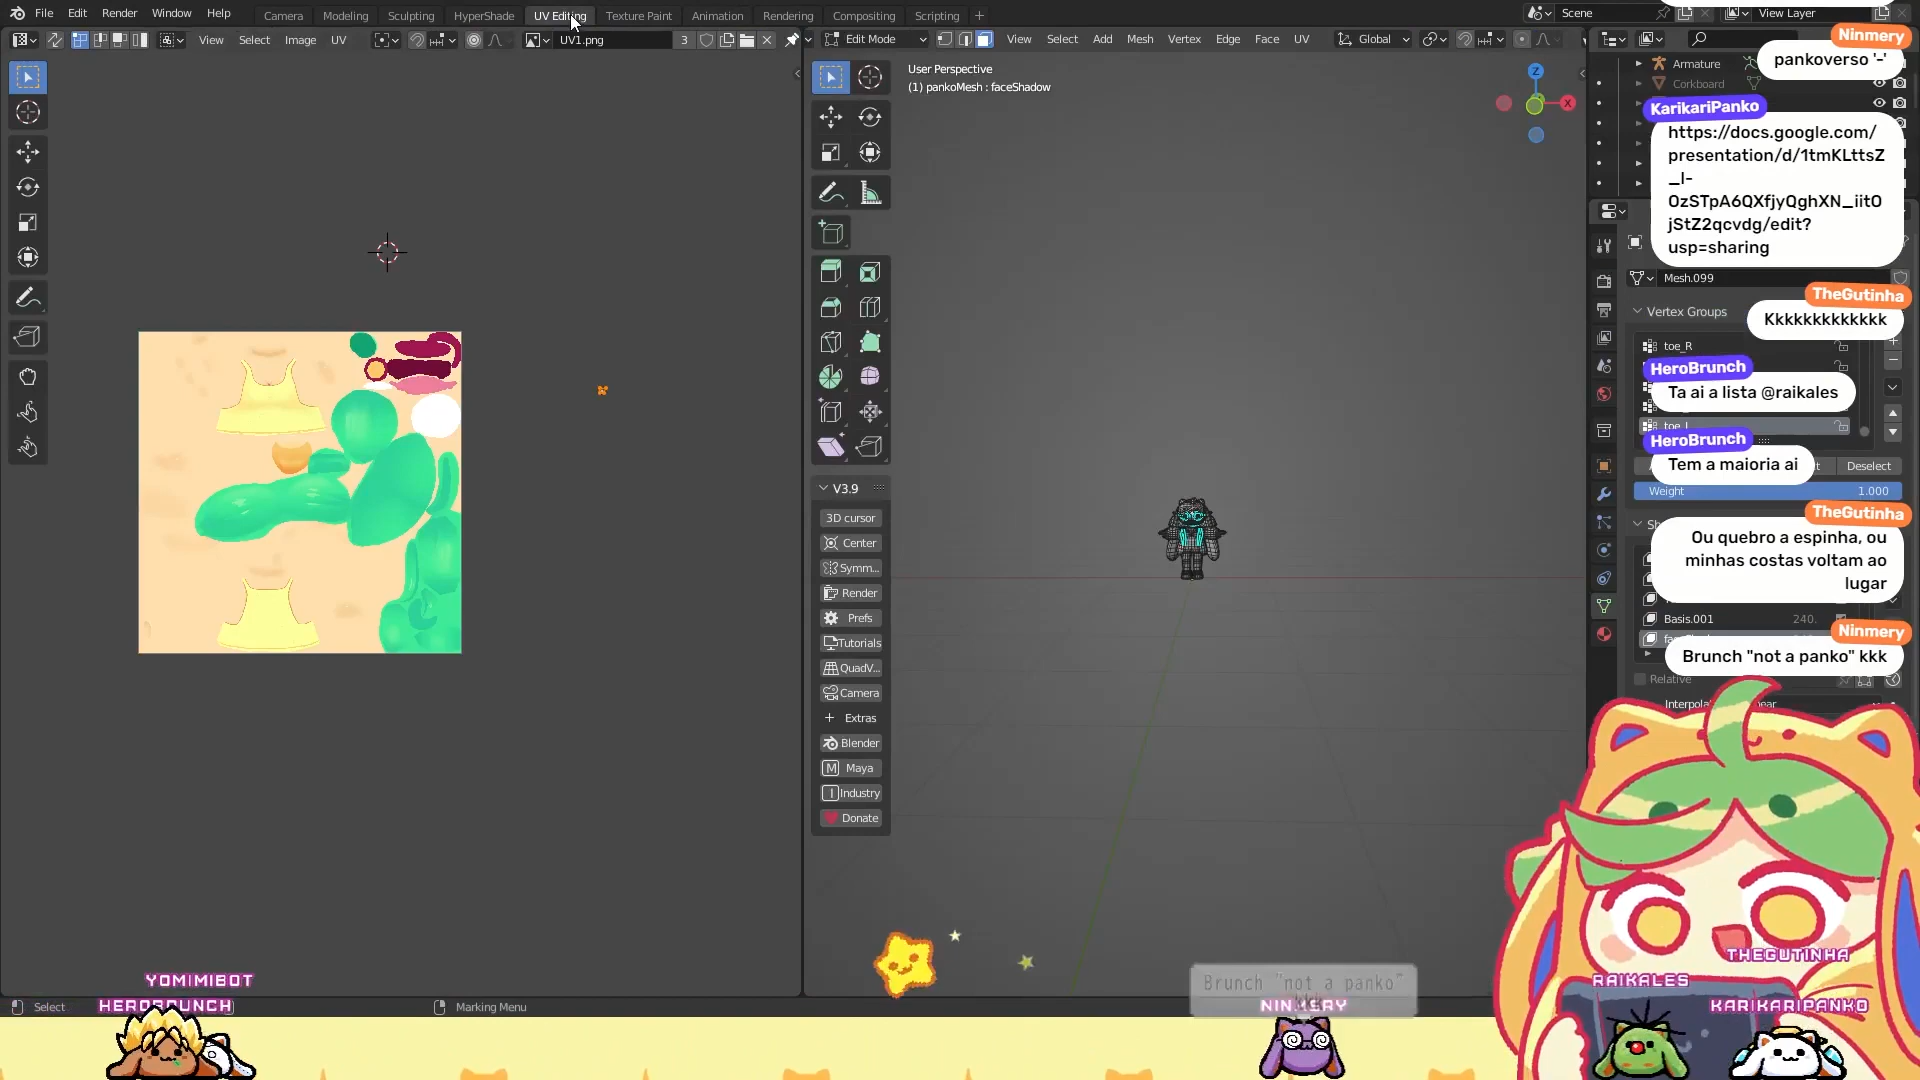 File Edit Render Window Help
Camera Modeling Sculpting HyperShade UV Editing Texture Paint Animation Rendering Compositing Scripting +
Scene
View Layer
View Select Image UV
UV1.png
3
Edit Mode
View Select Add Mesh Vertex Edge Face UV
Global
User Perspective
(1) pankoMesh : faceShadow
Z
X
V3.9
3D cursor
Center
Symm...
Render
Prefs
Tutorials
QuadV...
Camera
+ Extras
Blender
M Maya
I Industry
Donate
Armature
Corkboard
Mesh.099
Vertex Groups
toe_R
Deselect
Weight 1.000
Basis.001 240.
Relative
Ninmery
pankoverso '-'
KarikariPanko
https://docs.google.com/
presentation/d/1tmKLttsZ
_l-
OzSTpA6QXfjyQghXN_iitO
jStZ2qcvdg/edit?
usp=sharing
TheGutinha
Kkkkkkkkkkkk
HeroBrunch
Ta ai a lista @raikales
HeroBrunch
Tem a maioria ai
TheGutinha
Ou quebro a espinha, ou
minhas costas voltam ao
lugar
Ninmery
Brunch "not a panko" kkk
Select
Marking Menu
YOMIMIBOT
HEROBRUNCH
Brunch "not a panko"
kkk
NINMERY
THEGUTINHA
RAIKALES
KARIKARIPANKO